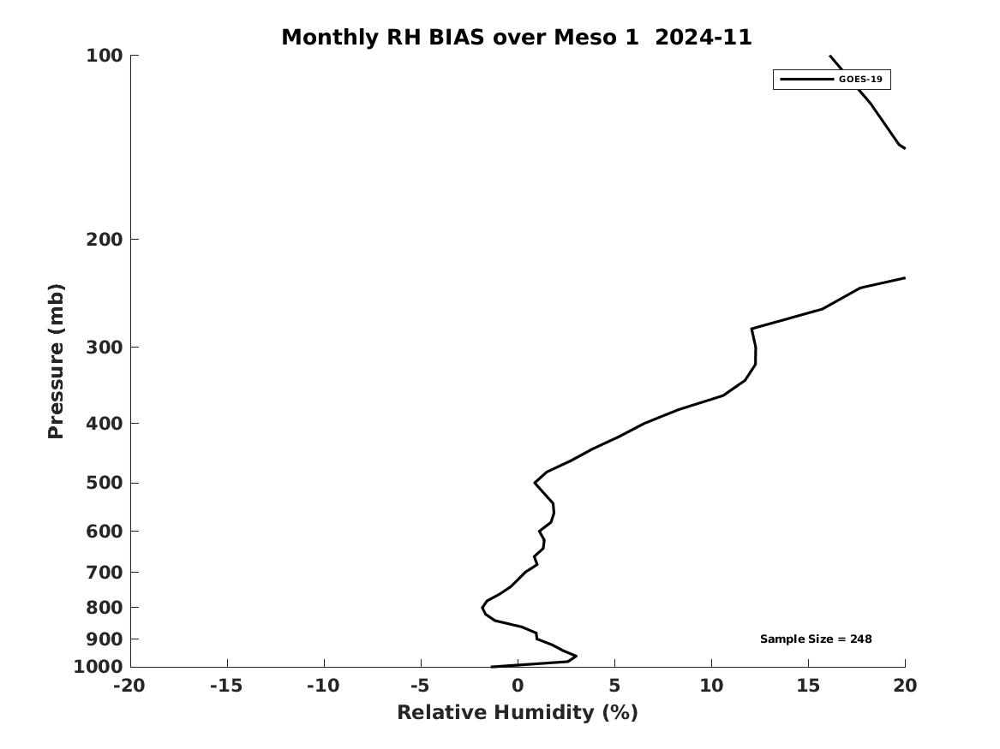 Monthly RH BIAS over Meso 1  2024-11
100
GOES-19
200
300
400
500
600
700
800
900
1000
Pressure (mb)
Sample Size = 248
-20 -15 -10 -5 0 5 10 15 20
Relative Humidity (%)